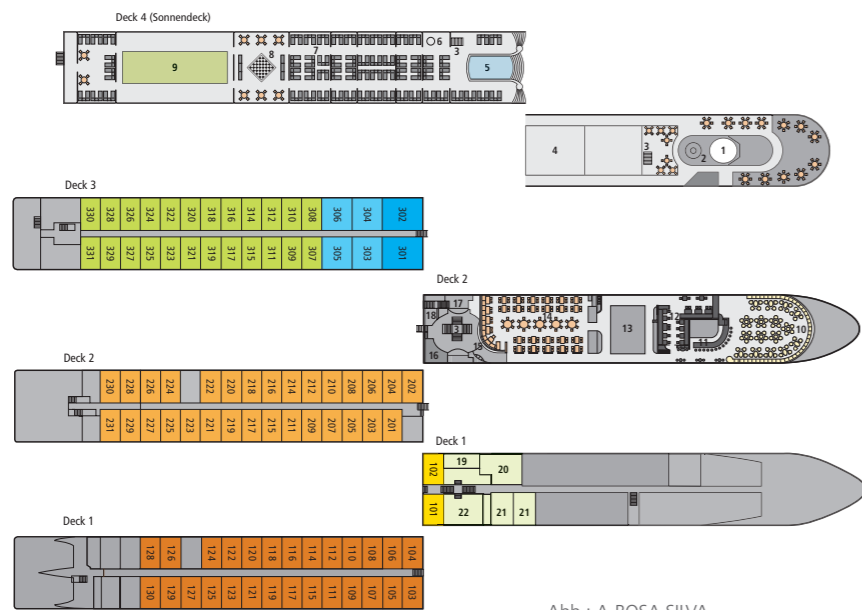 Deck 4 (Sonnendeck)
9 8 7 6 3 5
4 3 2 1
Deck 3
330 328 326 324 322 320 318 316 314 312 310 308 306 304 302
331 329 327 325 323 321 319 317 315 311 309 307 305 303 301
Deck 2
18 17 3 16 15 14 13 12 11 10
Deck 2
230 228 226 224 222 220 218 216 214 212 210 208 206 204 202
231 229 227 225 223 221 219 217 215 211 209 207 205 203 201
Deck 1
102 19 20
101 22 21 21
Deck 1
128 126 124 122 120 118 116 114 112 110 108 106 104
130 129 127 125 123 121 119 117 115 111 109 107 105 103
Abb.: A-ROSA SILVA